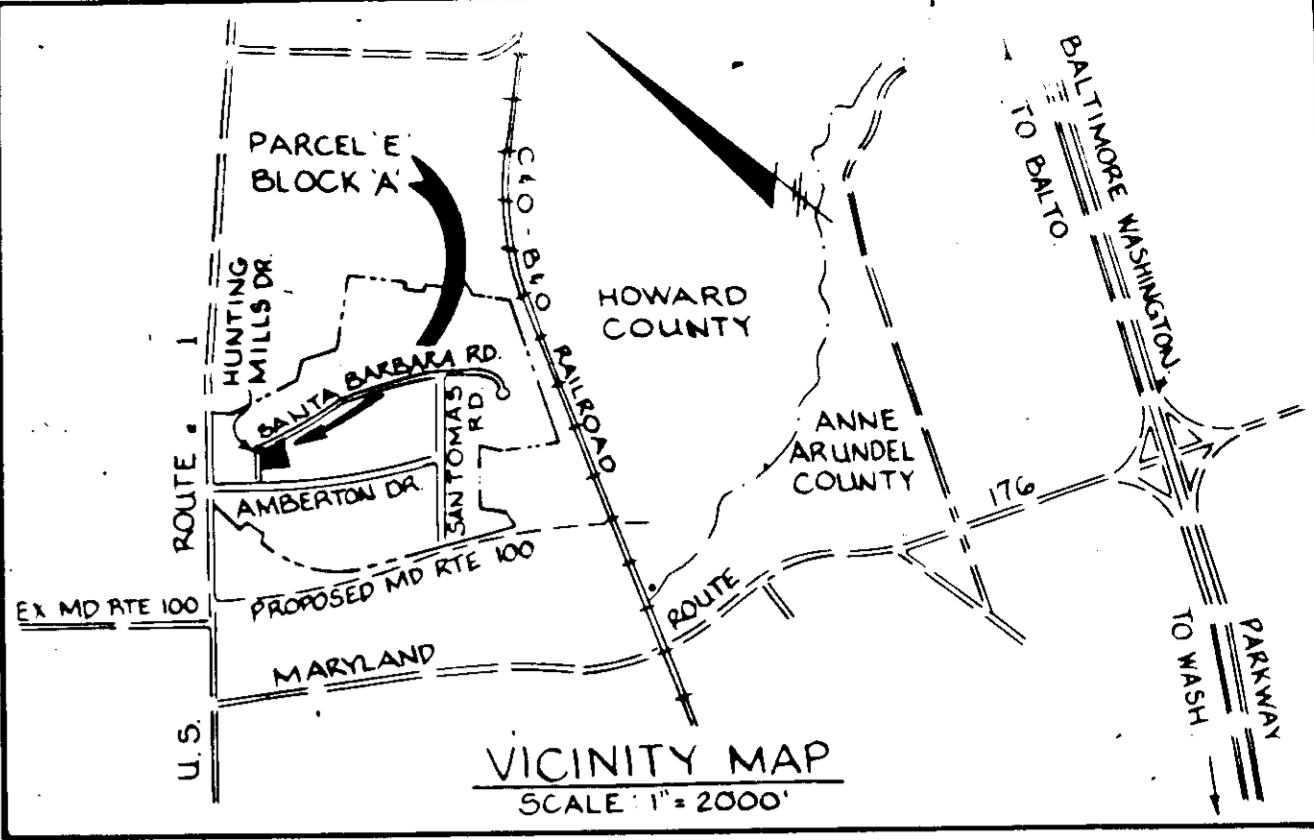 PARCEL 'E'
BLOCK 'A'
C & O - B & O
RAILROAD
BALTIMORE WASHINGTON
PARKWAY
TO BALTO.
TO WASH
HOWARD
COUNTY
HUNTING
MILLS DR.
SANTA BARBARA RD.
SAN TOMAS
RD.
AMBERTON DR.
U.S. ROUTE 1
ANNE
ARUNDEL
COUNTY
EX MD RTE 100
PROPOSED MD RTE 100
MARYLAND ROUTE 176
VICINITY MAP
SCALE: 1" = 2000'